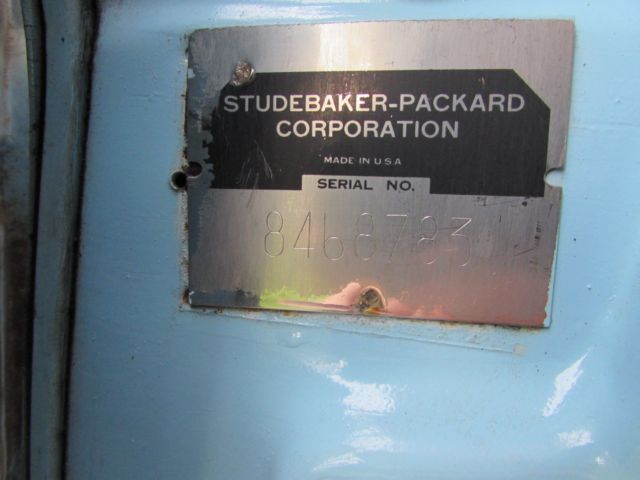 STUDEBAKER-PACKARD
CORPORATION
MADE IN U.S.A
SERIAL NO.
8468783